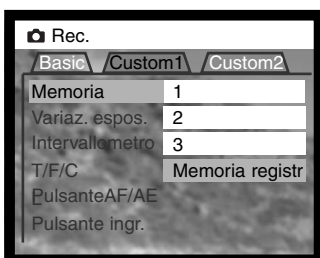 Rec.
Basic Custom1 Custom2
Memoria 1
Variaz. espos. 2
Intervallometro 3
T/F/C Memoria registr
PulsanteAF/AE
Pulsante ingr.